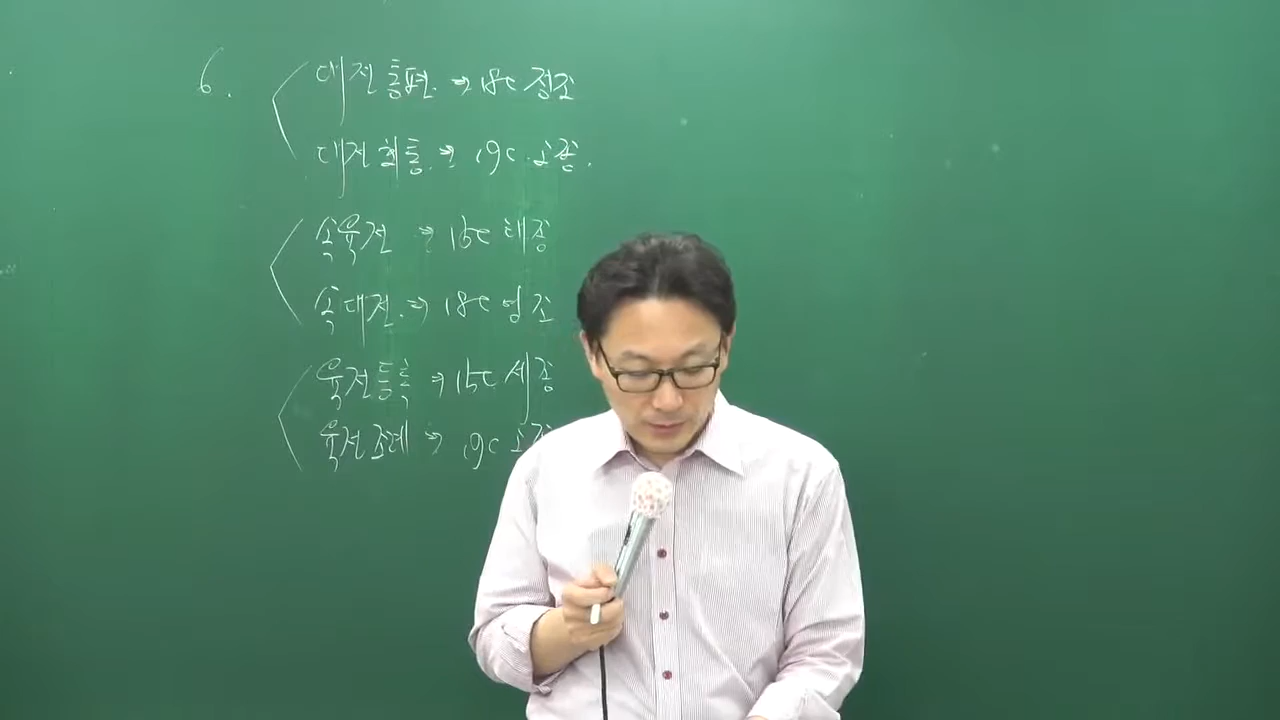 6.
대전통편 → 18c 정조
대전회통 → 19c 고종.
속육전 → 15c 태종
속대전 → 18c 영조
육전등록 → 15c 세종
육전조례 → 19c 고종